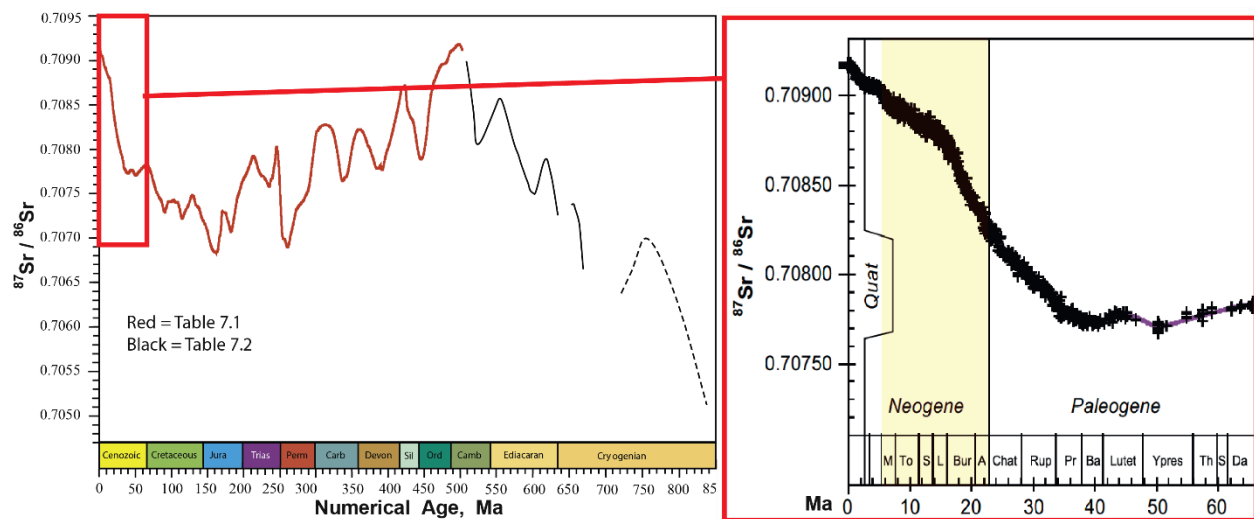 0.7095
0.7090
0.7085
0.7080
0.7075
0.7070
0.7065
0.7060
0.7055
0.7050
87Sr / 86Sr
Red = Table 7.1
Black = Table 7.2
Cenozoic Cretaceous Jura Trias Perm Carb Devon Sil Ord Camb Ediacaran Cryogenian
0 50 100 150 200 250 300 350 400 450 500 550 600 650 700 750 800 85
Numerical Age, Ma
0.70900
0.70850
0.70800
0.70750
87Sr / 86Sr
Quat
Neogene Paleogene
M To S L Bur A Chat Rup Pr Ba Lutet Ypres Th S Da
Ma 0 10 20 30 40 50 60